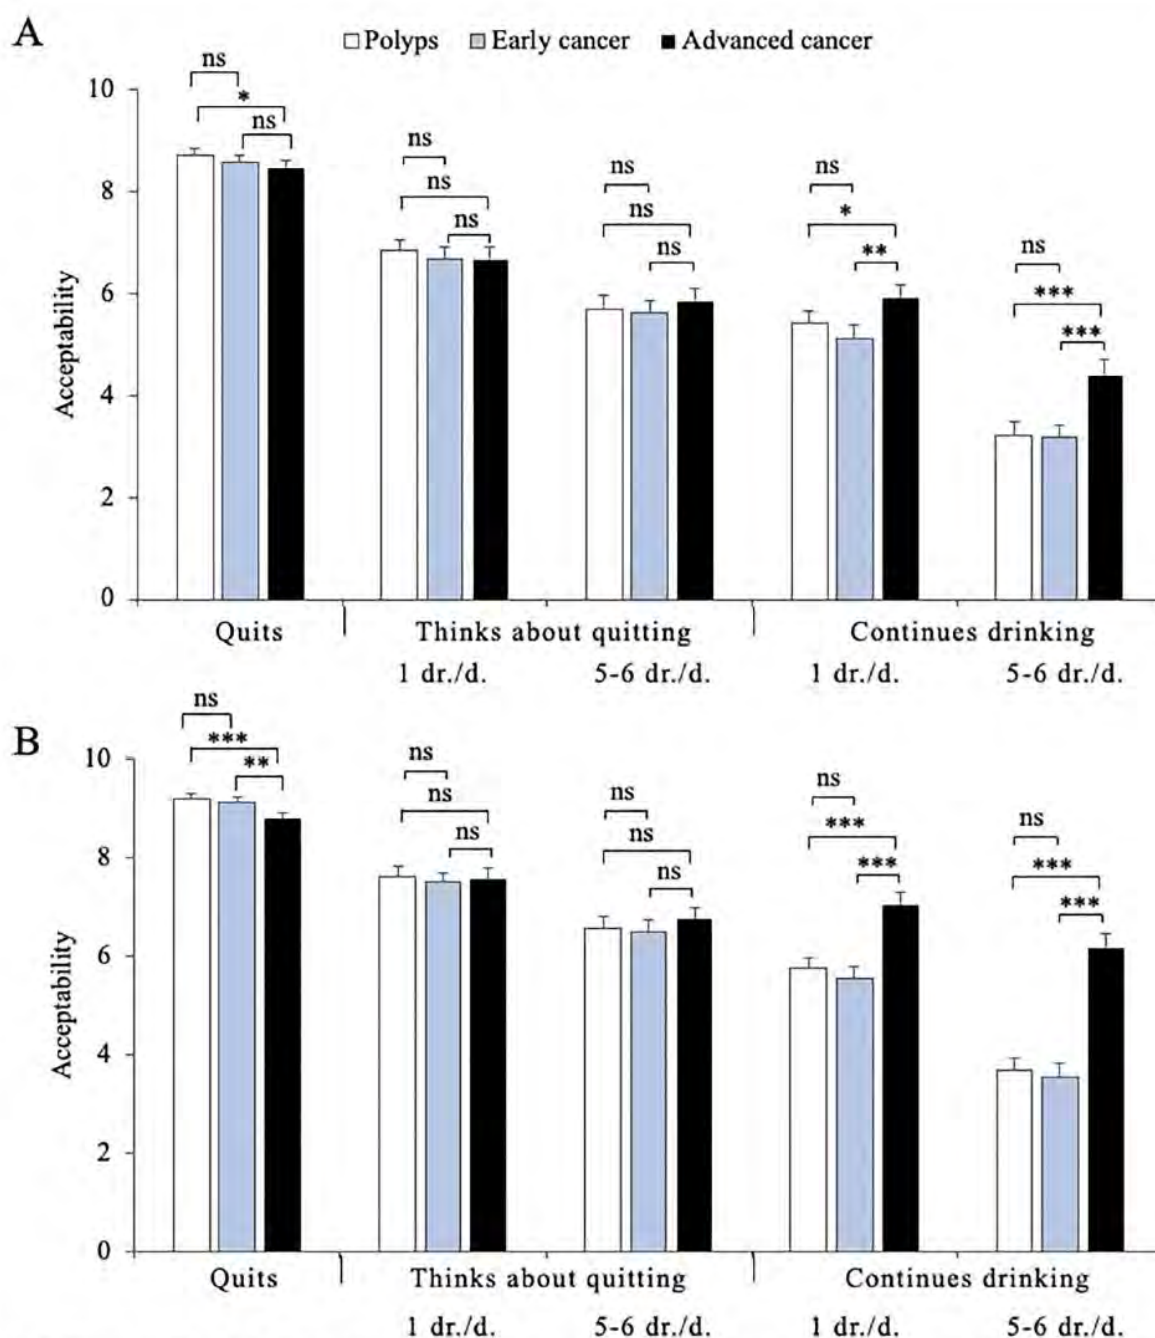 A
Polyps Early cancer Advanced cancer
ns
*
ns
ns
ns
ns
ns
ns
ns
ns
*
**
ns
***
***
10
8
6
4
2
0
Acceptability
Quits Thinks about quitting Continues drinking
1 dr./d. 5-6 dr./d. 1 dr./d. 5-6 dr./d.
B
ns
***
**
ns
ns
ns
ns
ns
ns
ns
***
***
ns
***
***
10
8
6
4
2
0
Acceptability
Quits Thinks about quitting Continues drinking
1 dr./d. 5-6 dr./d. 1 dr./d. 5-6 dr./d.